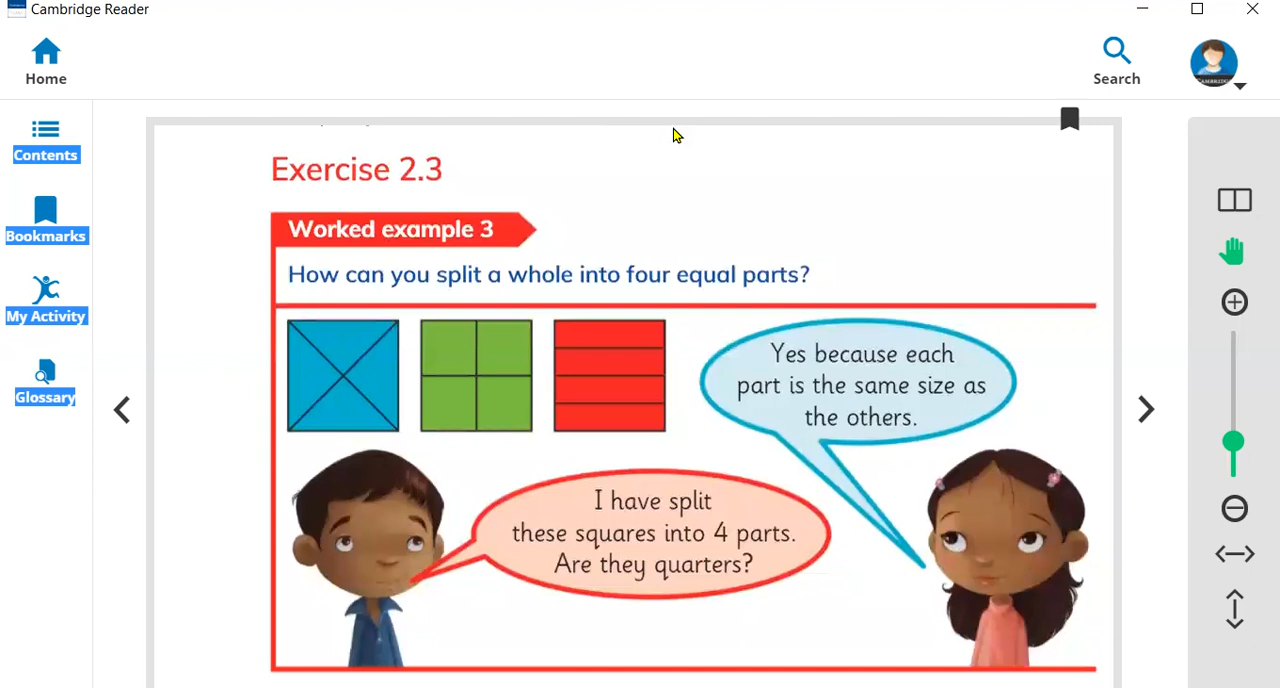 Cambridge Reader
Home
Search
CAMBRIDGE
Contents
Bookmarks
My Activity
Glossary
Exercise 2.3
Worked example 3
How can you split a whole into four equal parts?
Yes because each
part is the same size as
the others.
I have split
these squares into 4 parts.
Are they quarters?